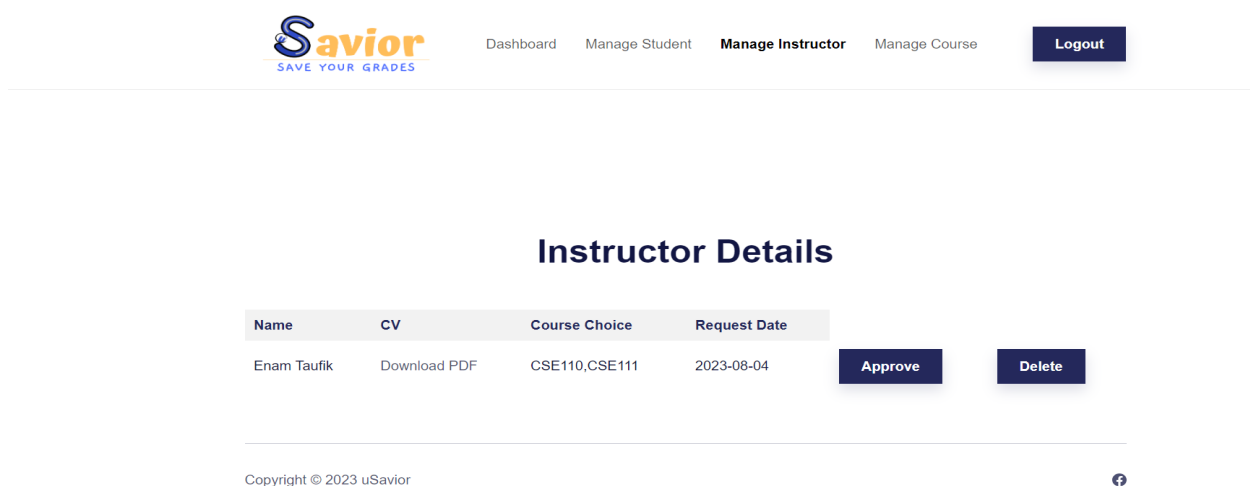 Savior
SAVE YOUR GRADES
Dashboard Manage Student Manage Instructor Manage Course Logout
Instructor Details
Name CV Course Choice Request Date
Enam Taufik Download PDF CSE110,CSE111 2023-08-04 Approve Delete
Copyright © 2023 uSavior